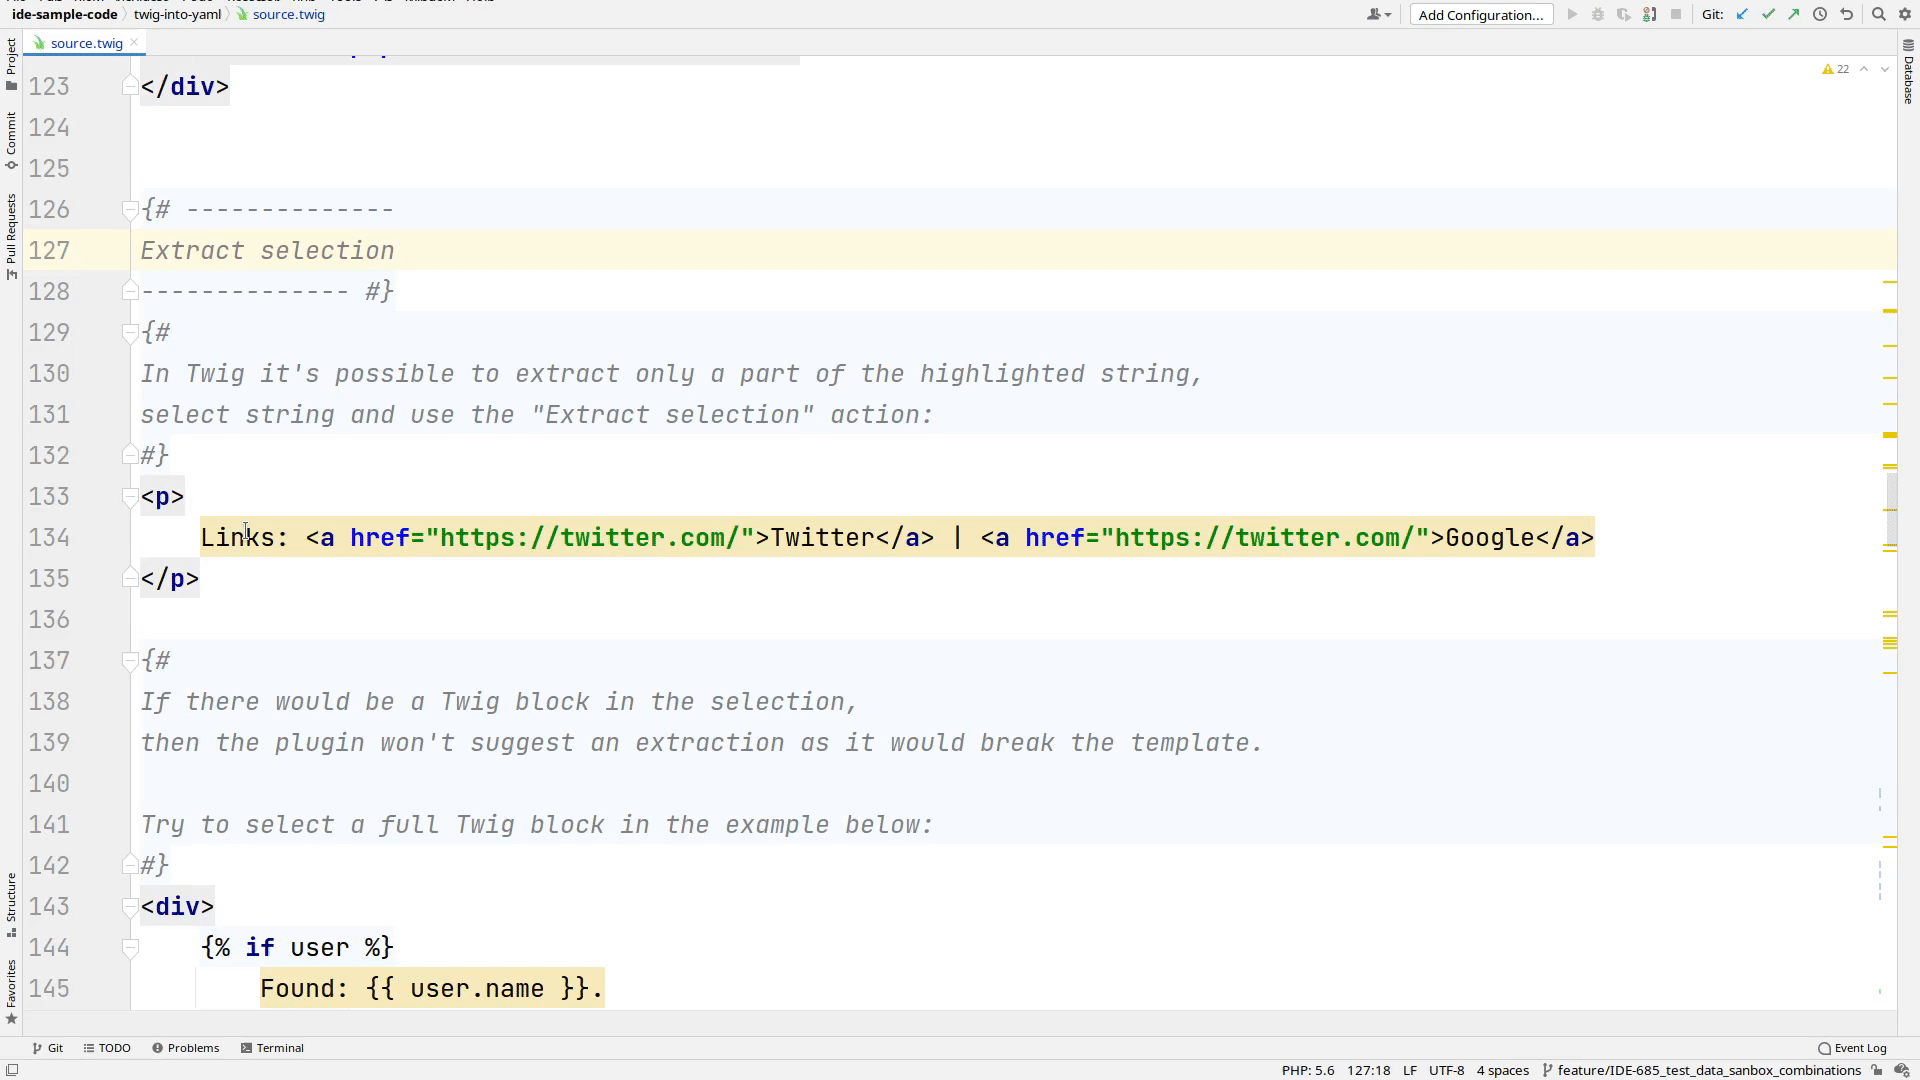 ide-sample-code twig-into-yaml source.twig Add Configuration... Git:
source.twig
22
Project
Commit
Pull Requests
Structure
Favorites
Database
123 </div>
124
125
126 {# --------------
127 Extract selection
128 -------------- #}
129 {#
130 In Twig it's possible to extract only a part of the highlighted string,
131 select string and use the "Extract selection" action:
132 #}
133 <p>
134 Links: <a href="https://twitter.com/">Twitter</a> | <a href="https://twitter.com/">Google</a>
135 </p>
136
137 {#
138 If there would be a Twig block in the selection,
139 then the plugin won't suggest an extraction as it would break the template.
140
141 Try to select a full Twig block in the example below:
142 #}
143 <div>
144 {% if user %}
145 Found: {{ user.name }}.
Git TODO Problems Terminal Event Log
PHP: 5.6 127:18 LF UTF-8 4 spaces feature/IDE-685_test_data_sanbox_combinations